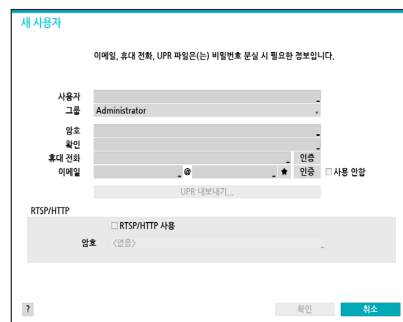 새 사용자
이메일, 휴대 전화, UPR 파일은(는) 비밀번호 분실 시 필요한 정보입니다.
사용자
그룹 Administrator
암호
확인
휴대 전화 인증
이메일 @ ★ 인증 사용 안함
UPR 내보내기...
RTSP/HTTP
RTSP/HTTP 사용
암호 <없음>
? 확인 취소